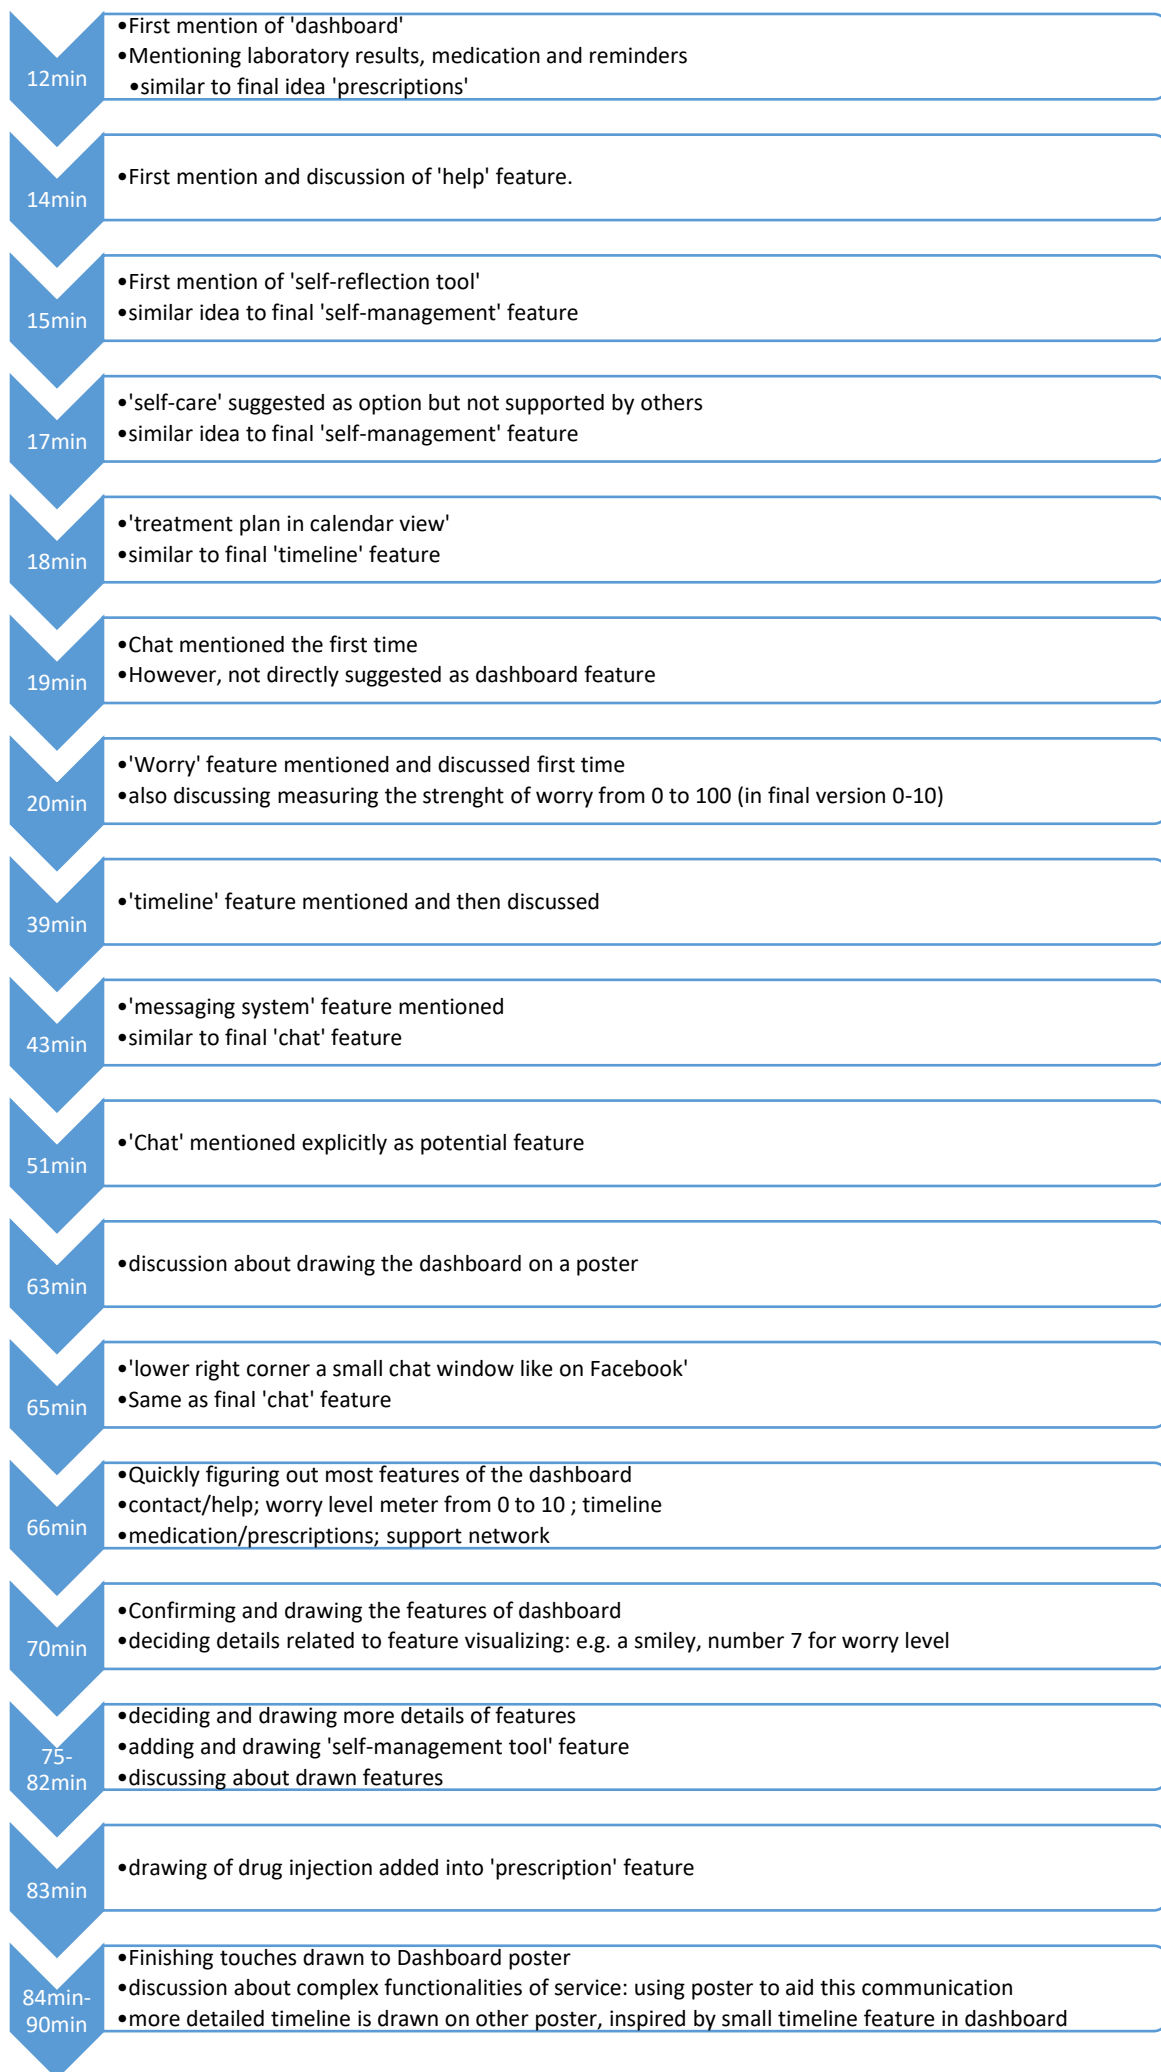 12min
•First mention of 'dashboard'
•Mentioning laboratory results, medication and reminders
•similar to final idea 'prescriptions'
14min
•First mention and discussion of 'help' feature.
15min
•First mention of 'self-reflection tool'
•similar idea to final 'self-management' feature
17min
•'self-care' suggested as option but not supported by others
•similar idea to final 'self-management' feature
18min
•'treatment plan in calendar view'
•similar to final 'timeline' feature
19min
•Chat mentioned the first time
•However, not directly suggested as dashboard feature
20min
•'Worry' feature mentioned and discussed first time
•also discussing measuring the strenght of worry from 0 to 100 (in final version 0-10)
39min
•'timeline' feature mentioned and then discussed
43min
•'messaging system' feature mentioned
•similar to final 'chat' feature
51min
•'Chat' mentioned explicitly as potential feature
63min
•discussion about drawing the dashboard on a poster
65min
•'lower right corner a small chat window like on Facebook'
•Same as final 'chat' feature
66min
•Quickly figuring out most features of the dashboard
•contact/help; worry level meter from 0 to 10 ; timeline
•medication/prescriptions; support network
70min
•Confirming and drawing the features of dashboard
•deciding details related to feature visualizing: e.g. a smiley, number 7 for worry level
75-
82min
•deciding and drawing more details of features
•adding and drawing 'self-management tool' feature
•discussing about drawn features
83min
•drawing of drug injection added into 'prescription' feature
84min-
90min
•Finishing touches drawn to Dashboard poster
•discussion about complex functionalities of service: using poster to aid this communication
•more detailed timeline is drawn on other poster, inspired by small timeline feature in dashboard